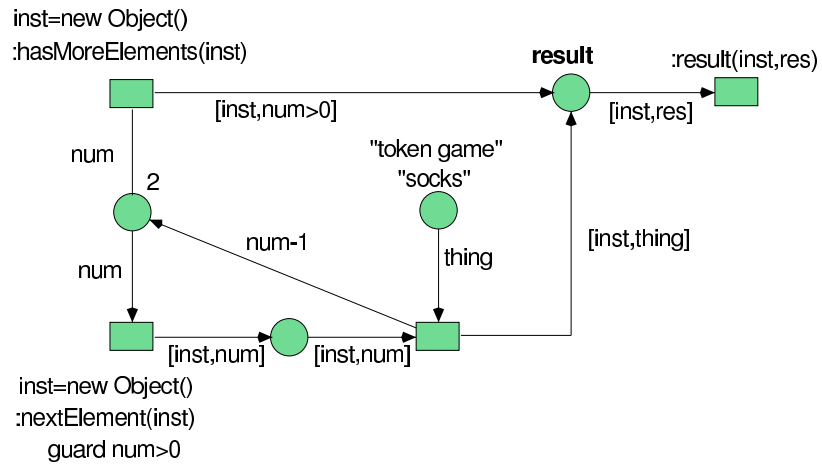 inst=new Object()
:hasMoreElements(inst)
result
:result(inst,res)
[inst,num>0]
[inst,res]
num
2
"token game"
"socks"
num-1
[inst,thing]
num
thing
[inst,num]
[inst,num]
inst=new Object()
:nextElement(inst)
guard num>0